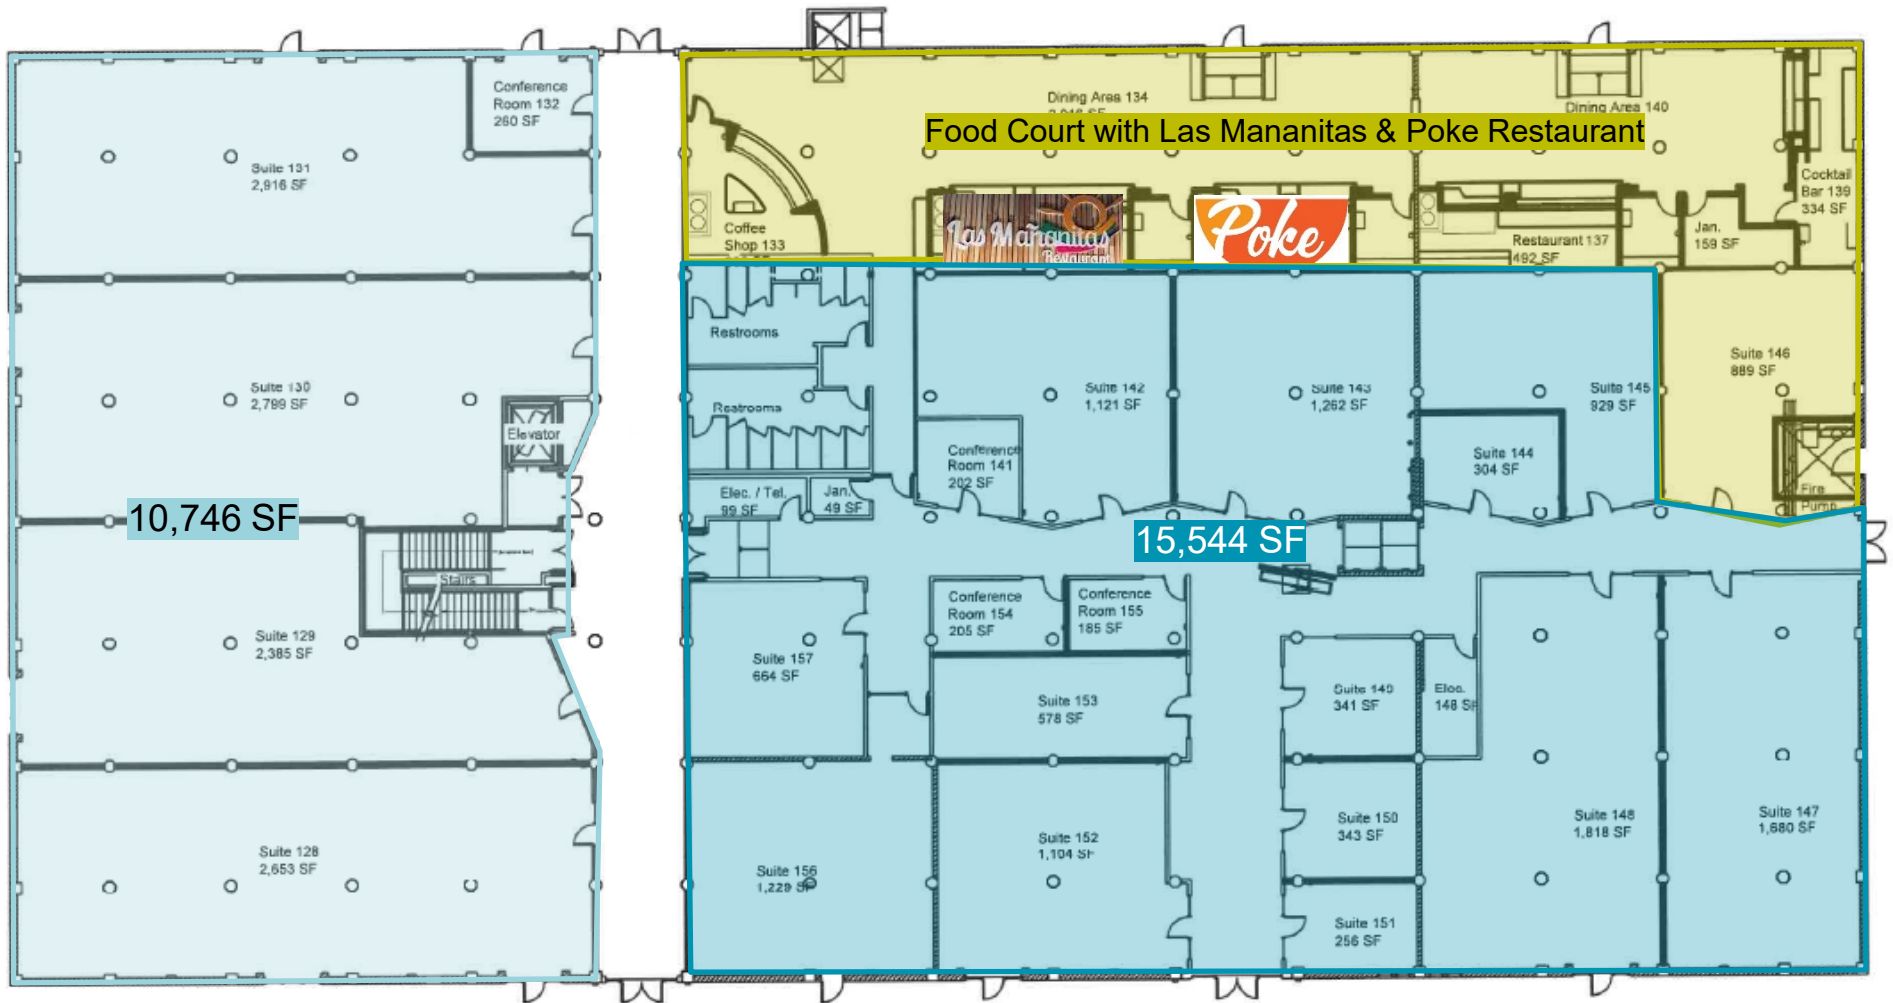 Conference
Room 132
260 SF
Suite 131
2,916 SF
Suite 130
2,789 SF
Elevator
10,746 SF
Stairs
Suite 129
2,385 SF
Suite 128
2,653 SF
Dining Area 134
Dining Area 140
Food Court with Las Mananitas & Poke Restaurant
Cocktail
Bar 139
334 SF
Coffee
Shop 133
Las Mañanitas
Restaurant
Poke
Restaurant 137
492 SF
Jan.
159 SF
Restrooms
Restrooms
Suite 142
1,121 SF
Suite 143
1,262 SF
Suite 145
929 SF
Suite 146
889 SF
Conference
Room 141
202 SF
Suite 144
304 SF
Elec. / Tel.
99 SF
Jan.
49 SF
Fire
Pump
15,544 SF
Conference
Room 154
205 SF
Conference
Room 155
185 SF
Suite 157
664 SF
Suite 153
578 SF
Suite 149
341 SF
Elec.
148 SF
Suite 156
1,229 SF
Suite 152
1,104 SF
Suite 150
343 SF
Suite 148
1,818 SF
Suite 147
1,680 SF
Suite 151
256 SF